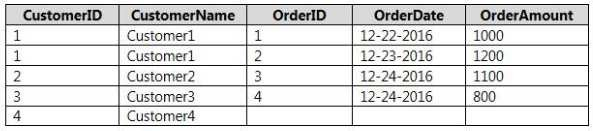 CustomerID CustomerName OrderID OrderDate OrderAmount
1 Customer1 1 12-22-2016 1000
1 Customer1 2 12-23-2016 1200
2 Customer2 3 12-24-2016 1100
3 Customer3 4 12-24-2016 800
4 Customer4